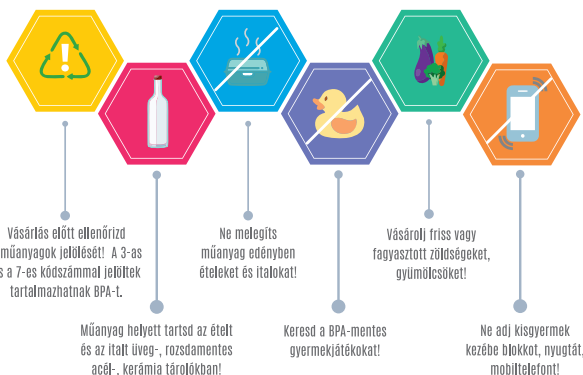 Vásárlás előtt ellenőrizd
műanyagok jelölését! A 3-as
s a 7-es kódszámmal jelöltek
tartalmazhatnak BPA-t.
Műanyag helyett tartsd az ételt
és az italt üveg-, rozsdamentes
acél-, kerámia tárolókban!
Ne melegíts
műanyag edényben
ételeket és italokat!
Keresd a BPA-mentes
gyermekjátékokat!
Vásárolj friss vagy
fagyasztott zöldségeket,
gyümölcsöket!
Ne adj kisgyermek
kezébe blokkot, nyugtát,
mobiltelefont!